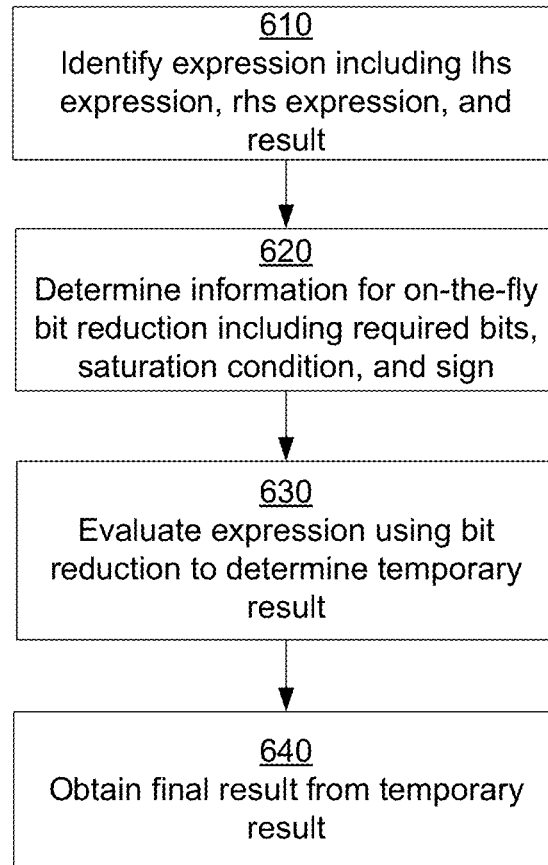 610
Identify expression including lhs
expression, rhs expression, and
result
620
Determine information for on-the-fly
bit reduction including required bits,
saturation condition, and sign
630
Evaluate expression using bit
reduction to determine temporary
result
640
Obtain final result from temporary
result